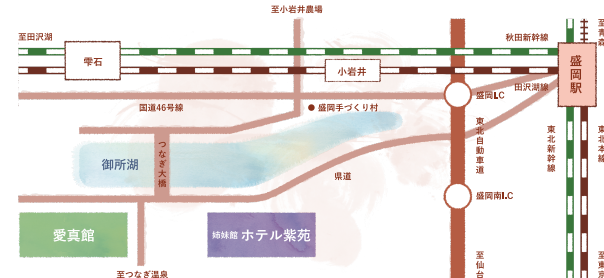 至小岩井農場
至青森
至田沢湖
秋田新幹線
雫石
小岩井
盛岡駅
田沢湖線
盛岡I.C
国道46号線
盛岡手づくり村
東北自動車道
東北新幹線
東北本線
つなぎ大橋
御所湖
県道
盛岡南I.C
愛真館
姉妹館 ホテル紫苑
至つなぎ温泉
至仙台
至東京